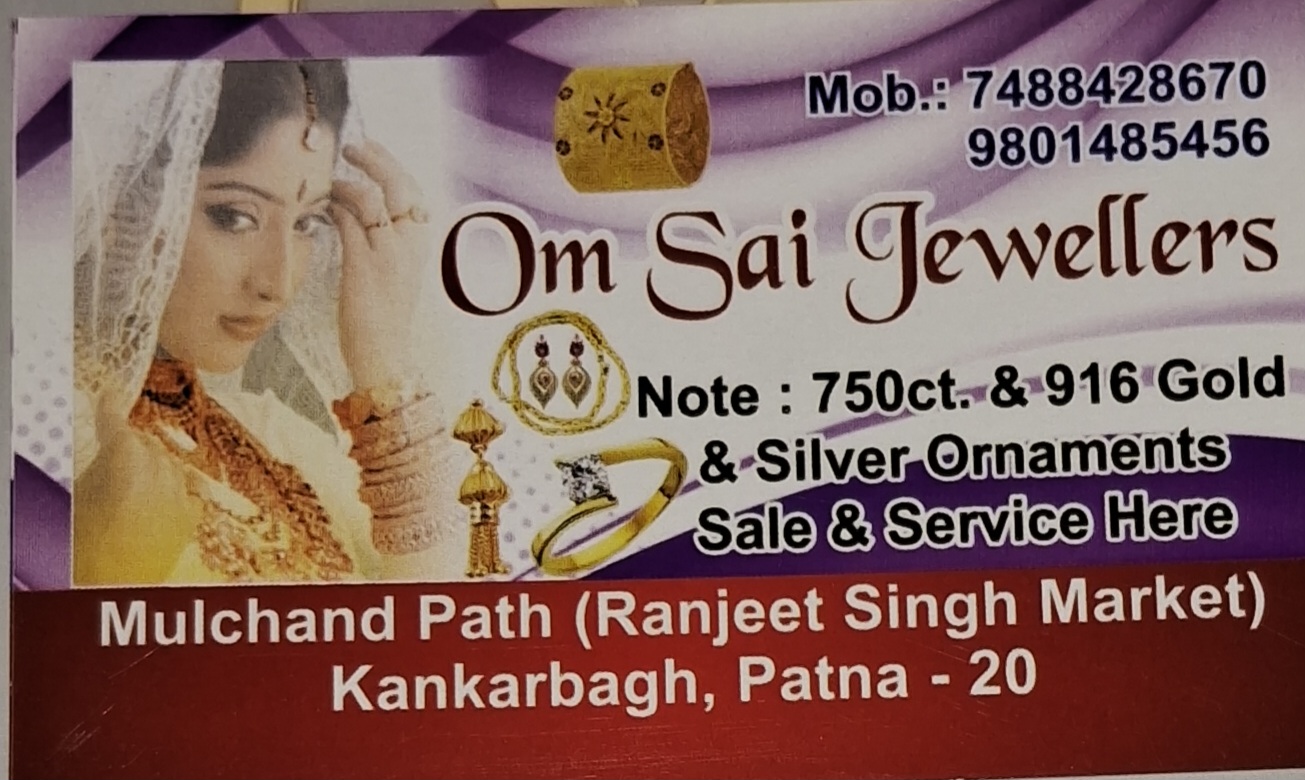 Mob.: 7488428670
9801485456
Om Sai Jewellers
Note : 750ct. & 916 Gold
& Silver Ornaments
Sale & Service Here
Mulchand Path (Ranjeet Singh Market)
Kankarbagh, Patna - 20